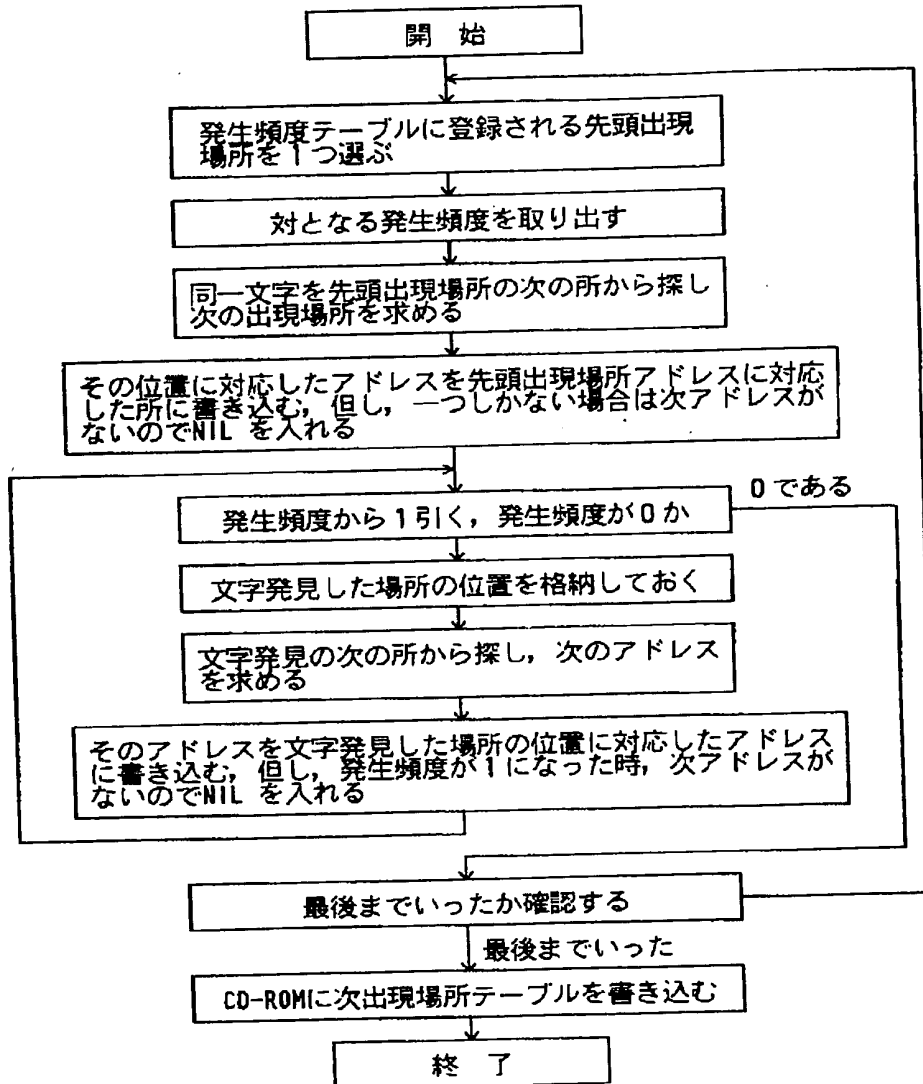 開 始
発生頻度テーブルに登録される先頭出現
場所を1つ選ぶ
対となる発生頻度を取り出す
同一文字を先頭出現場所の次の所から探し
次の出現場所を求める
その位置に対応したアドレスを先頭出現場所アドレスに対応
した所に書き込む，但し，一つしかない場合は次アドレスが
ないのでNIL を入れる
0である
発生頻度から1引く，発生頻度が0か
文字発見した場所の位置を格納しておく
文字発見の次の所から探し，次のアドレス
を求める
そのアドレスを文字発見した場所の位置に対応したアドレス
に書き込む，但し，発生頻度が1になった時，次アドレスが
ないのでNIL を入れる
最後までいったか確認する
最後までいった
CD-ROMに次出現場所テーブルを書き込む
終 了